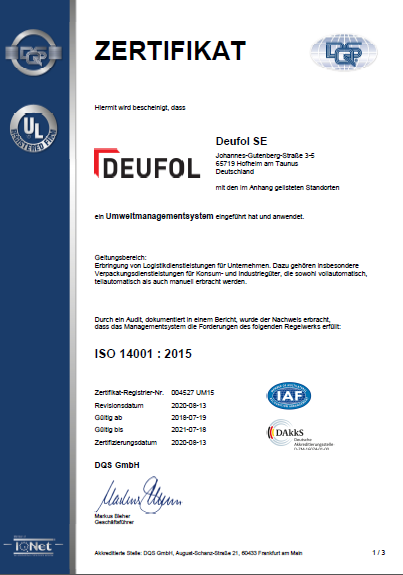 ZERTIFIKAT
DQS
UL
REGISTERED FIRM
Hiermit wird bescheinigt, dass
DEUFOL
Deufol SE
Johannes-Gutenberg-Straße 3-5
65719 Hofheim am Taunus
Deutschland
mit den im Anhang gelisteten Standorten
ein Umweltmanagementsystem eingeführt hat und anwendet.
Geltungsbereich:
Erbringung von Logistikdienstleistungen für Unternehmen. Dazu gehören insbesondere
Verpackungsdienstleistungen für Konsum- und Industriegüter, die sowohl vollautomatisch,
teilautomatisch als auch manuell erbracht werden.
Durch ein Audit, dokumentiert in einem Bericht, wurde der Nachweis erbracht,
dass das Managementsystem die Forderungen des folgenden Regelwerks erfüllt:
ISO 14001 : 2015
Zertifikat-Registrier-Nr. 004527 UM15
Revisionsdatum 2020-08-13
Gültig ab 2018-07-19
Gültig bis 2021-07-18
Zertifizierungsdatum 2020-08-13
IAF
DAkkS
Deutsche
Akkreditierungsstelle
DQS GmbH
Markus Bleher
Geschäftsführer
IQNet
Akkreditierte Stelle: DQS GmbH, August-Schanz-Straße 21, 60433 Frankfurt am Main
1 / 3